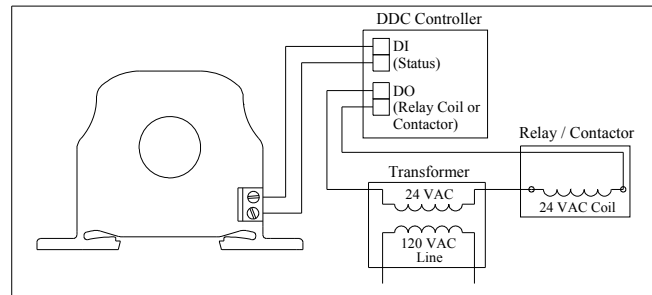 DDC Controller
DI
(Status)
DO
(Relay Coil or
Contactor)
Relay / Contactor
24 VAC Coil
Transformer
24 VAC
120 VAC
Line